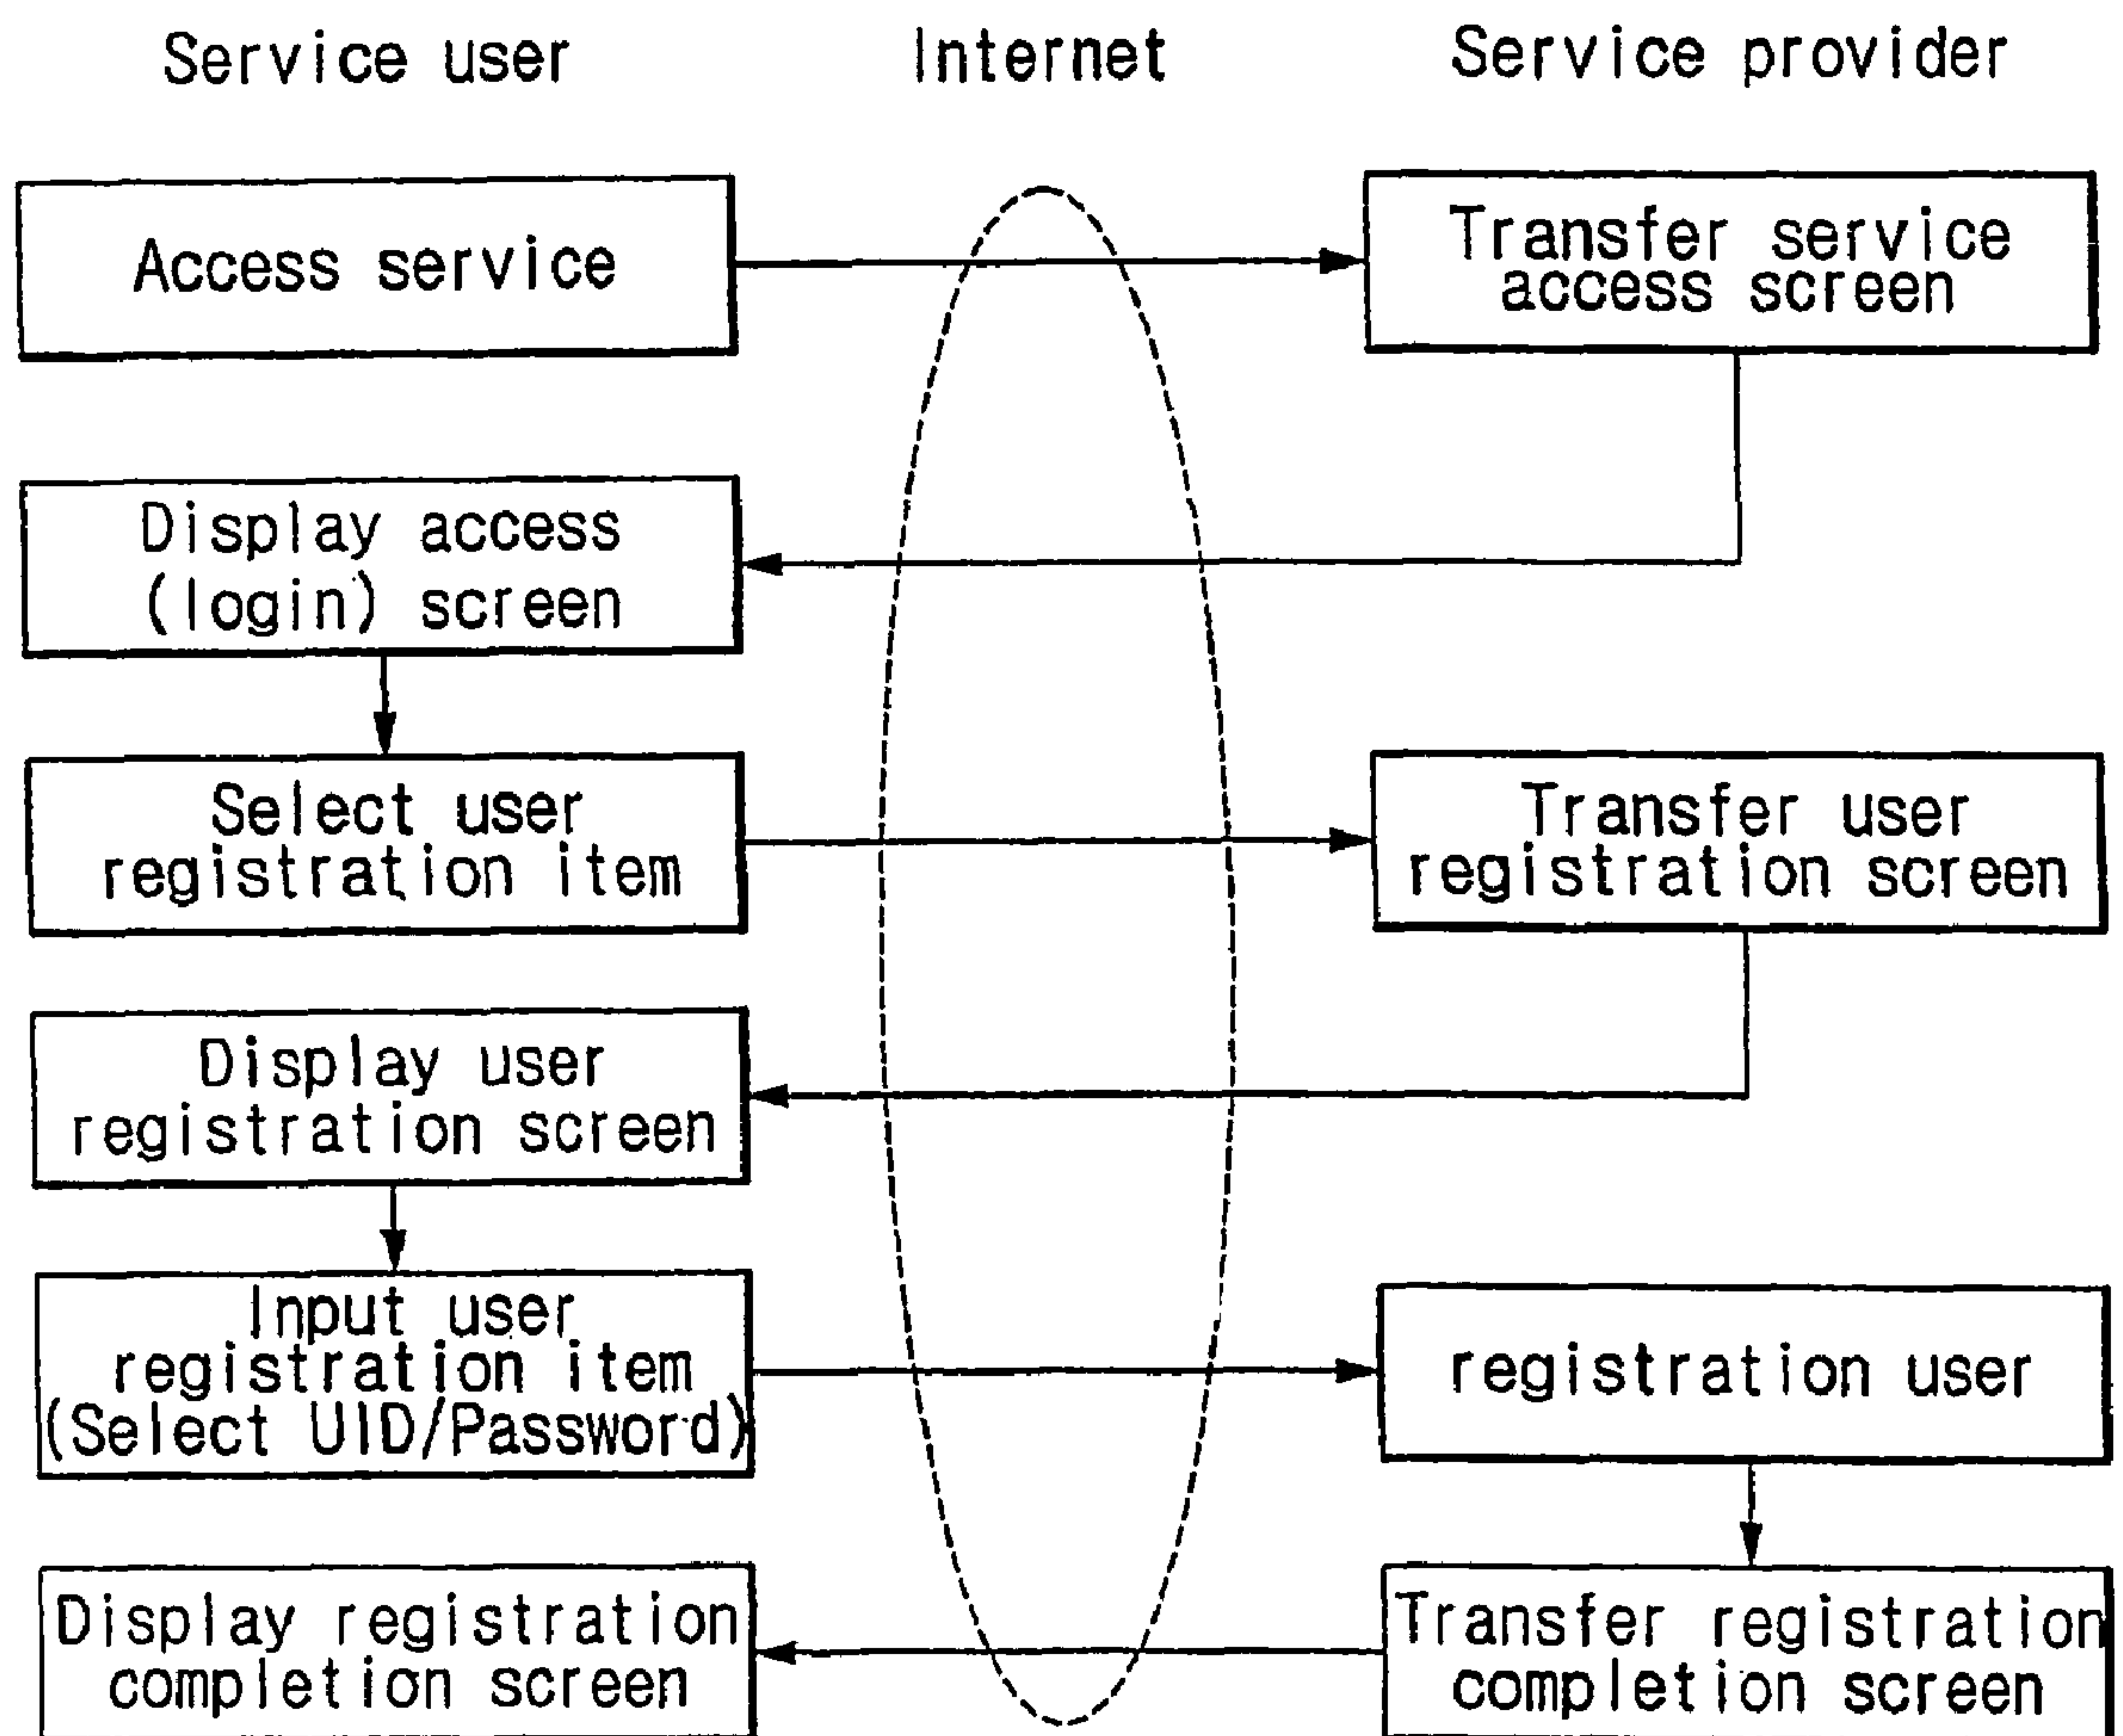 Service user
Internet
Service provider
Access service
Transfer service
access screen
Display access
(login) screen
Select user
registration item
Transfer user
registration screen
Display user
registration screen
Input user
registration item
(Select UID/Password)
registration user
Display registration
completion screen
Transfer registration
completion screen